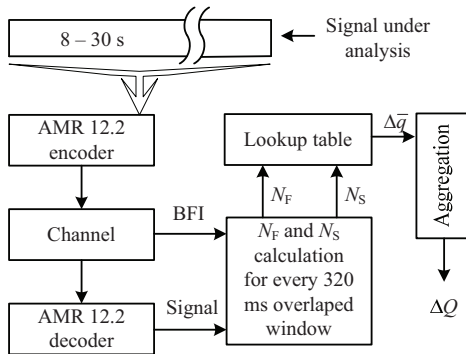 8 – 30 s
Signal under
analysis
AMR 12.2
encoder
Lookup table
Δq̅
Aggregation
N_F
N_S
Channel
BFI
N_F and N_S
calculation
for every 320
ms overlaped
window
Signal
AMR 12.2
decoder
ΔQ